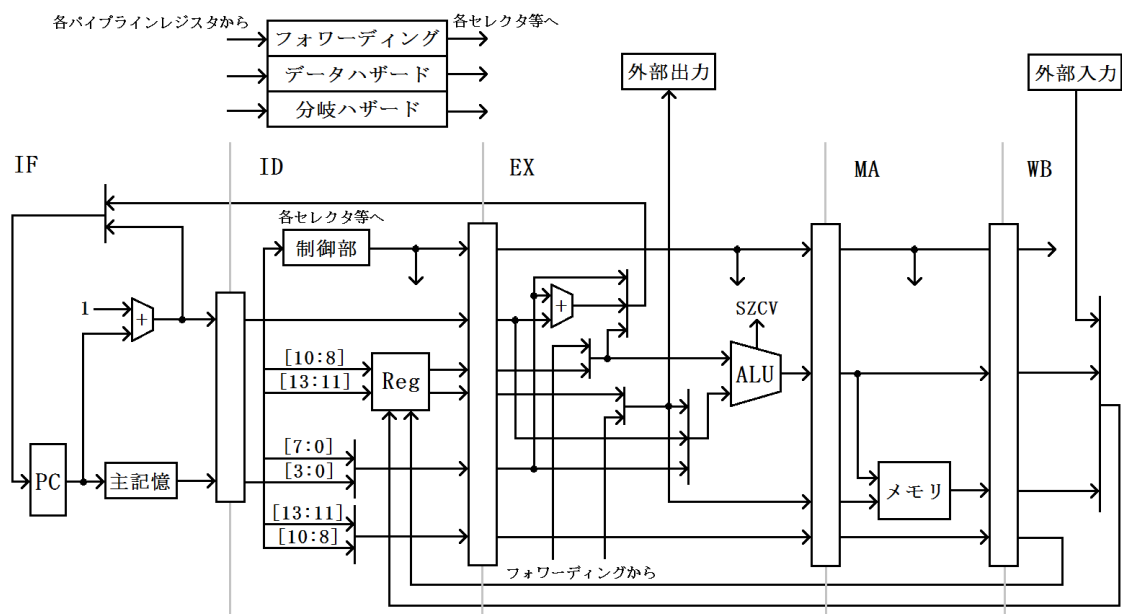 各パイプラインレジスタから
各セレクタ等へ
フォワーディング
データハザード
分岐ハザード
外部出力
外部入力
IF
ID
EX
MA
WB
各セレクタ等へ
制御部
1
+
+
SZCV
[10:8]
[13:11]
Reg
ALU
[7:0]
[3:0]
PC
主記憶
メモリ
[13:11]
[10:8]
フォワーディングから